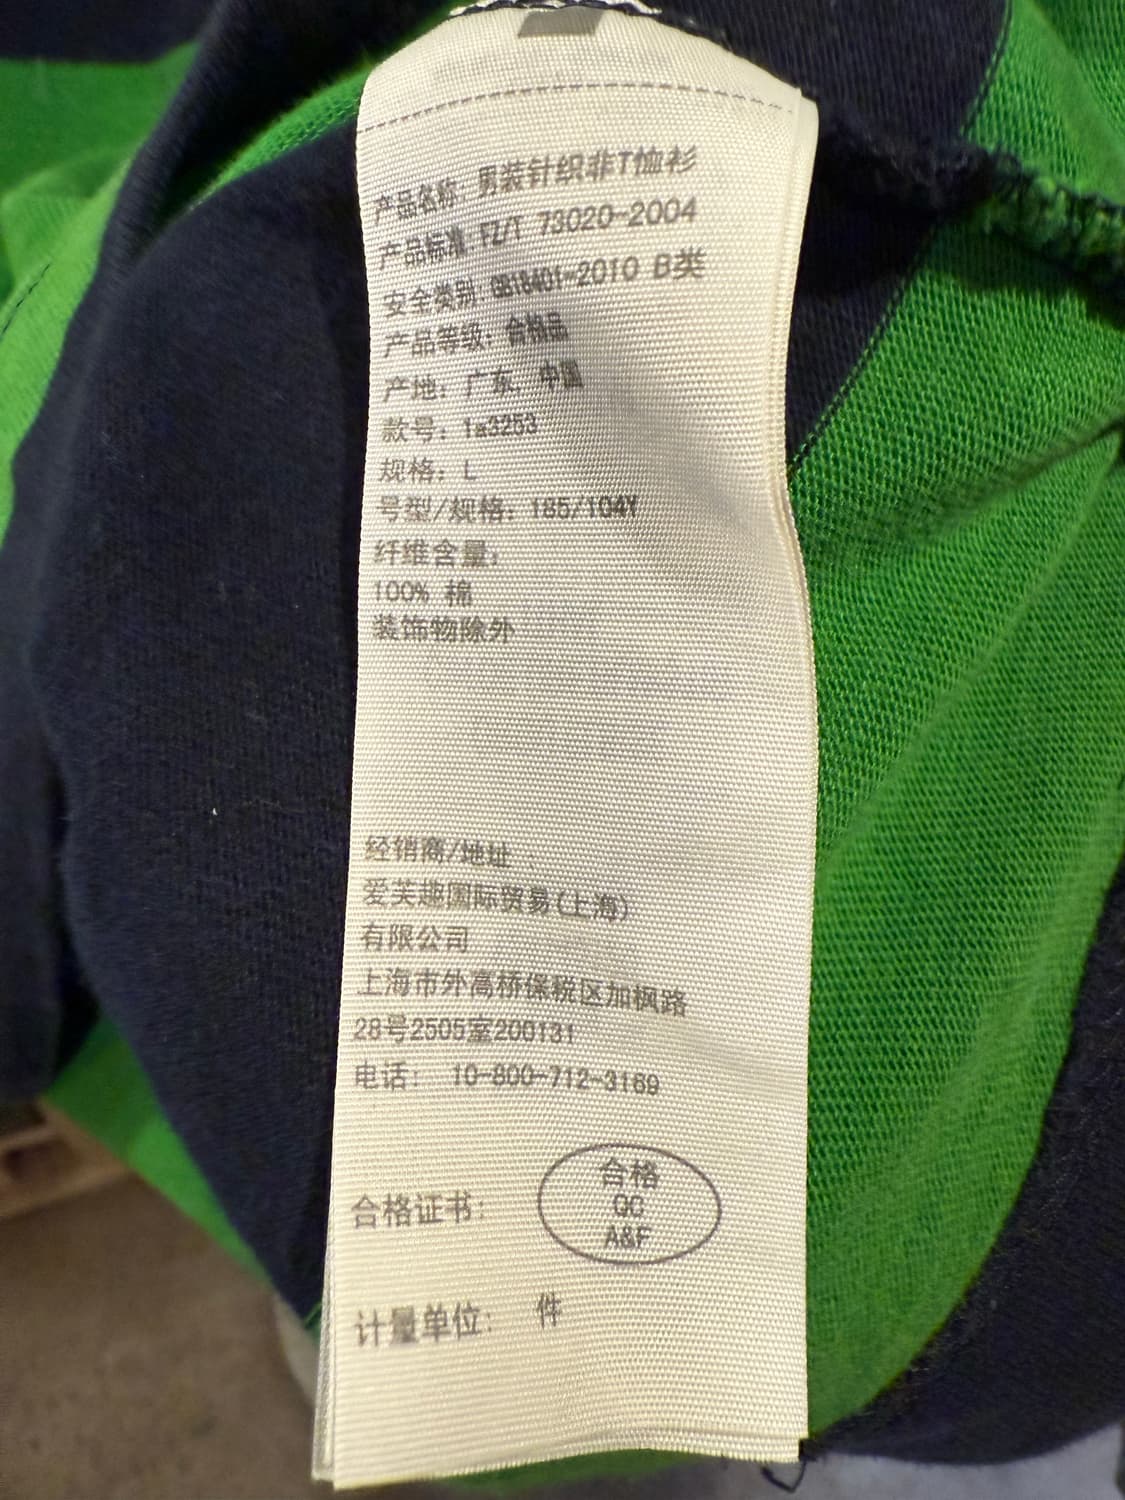 产品名称: 男装针织非T恤衫
产品标准: FZ/T 73020-2004
安全类别: GB18401-2010 B类
产品等级: 合格品
产地: 广东, 中国
款号: 1a3253
规格: L
号型/规格: 185/104Y
纤维含量:
100% 棉
装饰物除外
经销商/地址:
爱芙趣国际贸易(上海)
有限公司
上海市外高桥保税区加枫路
28号2505室200131
电话: 10-800-712-3169
合格证书:
合格
QC
A&F
计量单位: 件